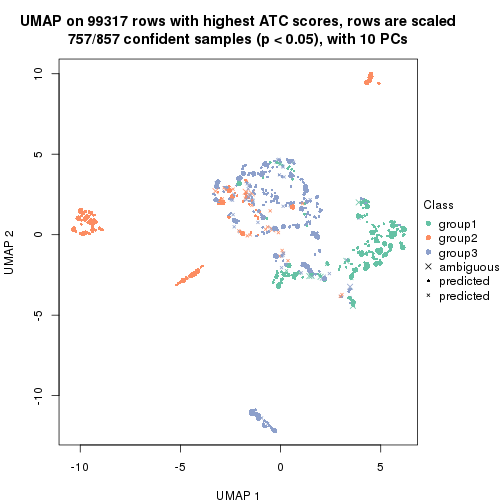 UMAP on 99317 rows with highest ATC scores, rows are scaled
757/857 confident samples (p < 0.05), with 10 PCs
10
5
0
-5
-10
UMAP 2
-10
-5
0
5
UMAP 1
Class
group1
group2
group3
ambiguous
predicted
predicted